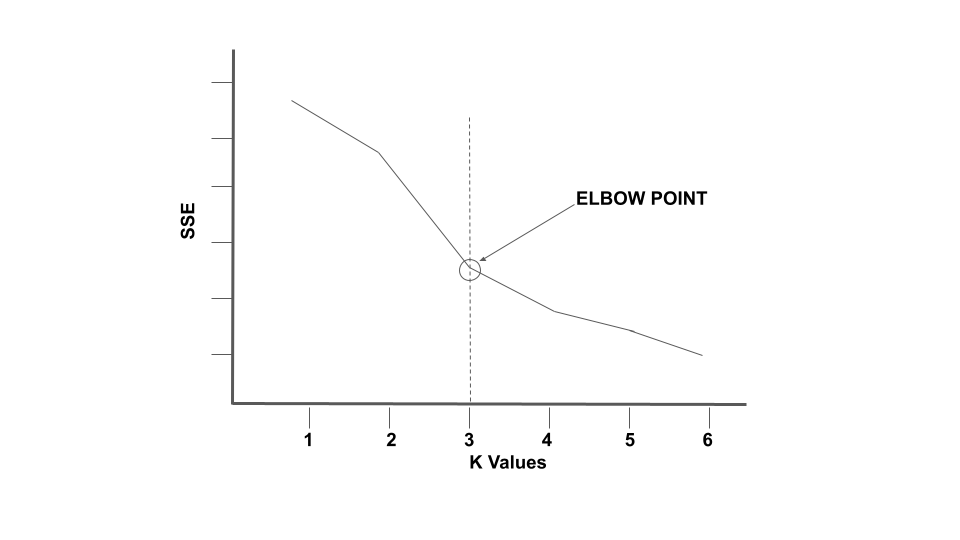 ELBOW POINT
SSE
1 2 3 4 5 6
K Values